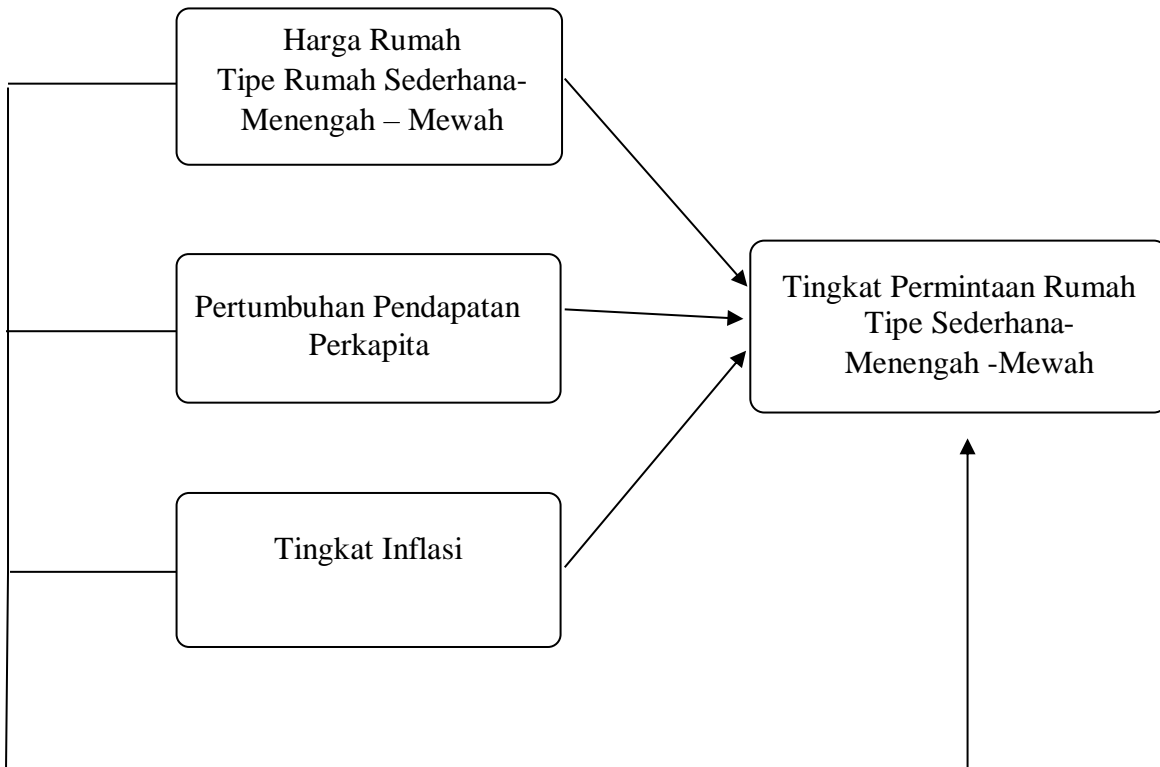 Harga Rumah
Tipe Rumah Sederhana-
Menengah – Mewah
Pertumbuhan Pendapatan
Perkapita
Tingkat Inflasi
Tingkat Permintaan Rumah
Tipe Sederhana-
Menengah -Mewah